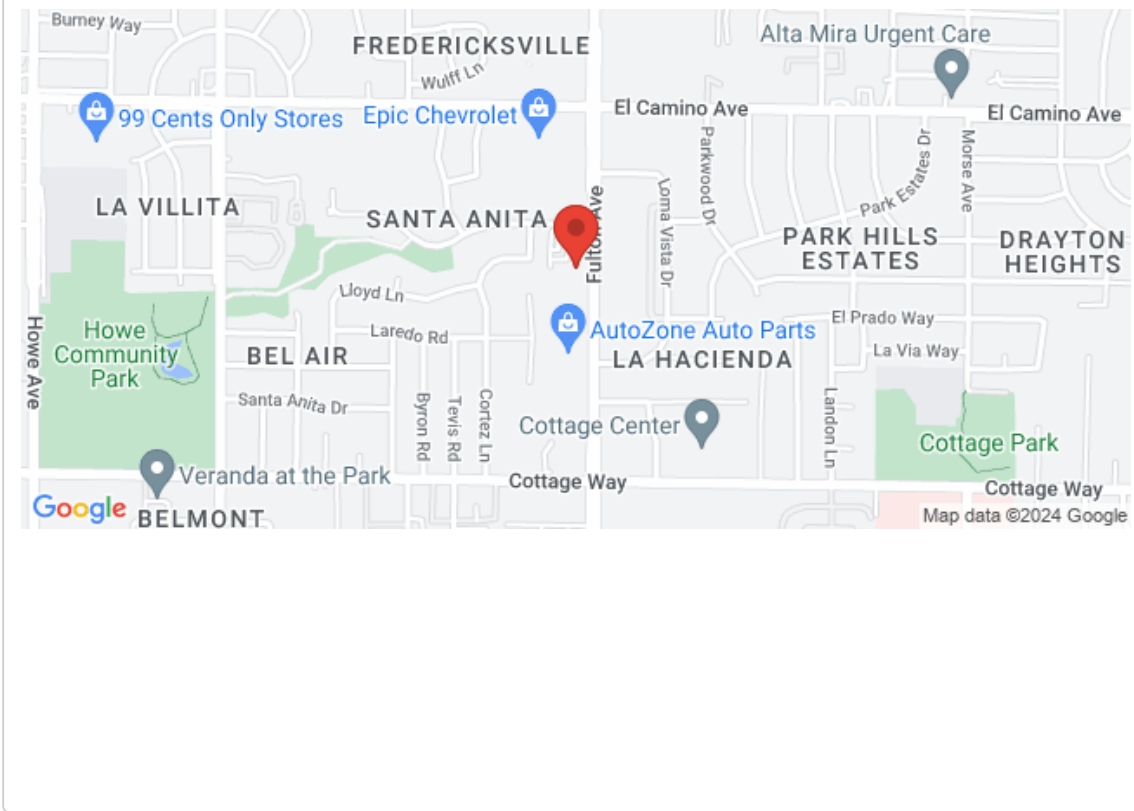 Burney Way
FREDERICKSVILLE
Alta Mira Urgent Care
Wulff Ln
99 Cents Only Stores
Epic Chevrolet
El Camino Ave
El Camino Ave
Parkwood Dr
Park Estates Dr
Morse Ave
LA VILLITA
SANTA ANITA
Fulton Ave
Loma Vista Dr
PARK HILLS
ESTATES
DRAYTON
HEIGHTS
Lloyd Ln
Howe Ave
Howe
Community
Park
Laredo Rd
BEL AIR
AutoZone Auto Parts
LA HACIENDA
El Prado Way
La Via Way
Santa Anita Dr
Byron Rd
Tevis Rd
Cortez Ln
Cottage Center
Landon Ln
Cottage Park
Veranda at the Park
Cottage Way
Cottage Way
Google
BELMONT
Map data ©2024 Google